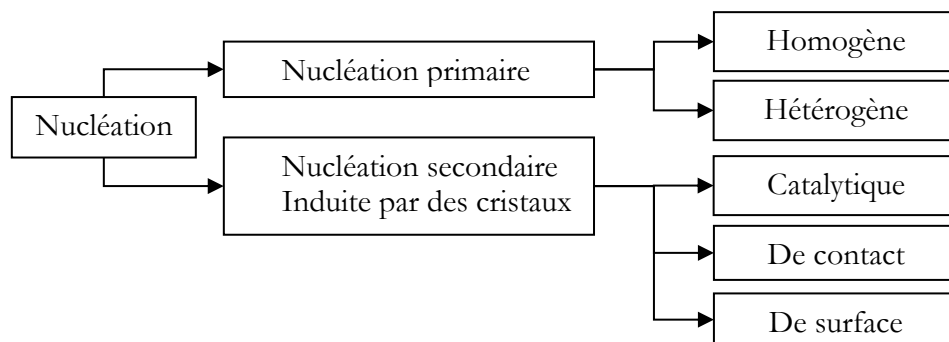 Nucléation
Nucléation primaire
Homogène
Hétérogène
Nucléation secondaire
Induite par des cristaux
Catalytique
De contact
De surface